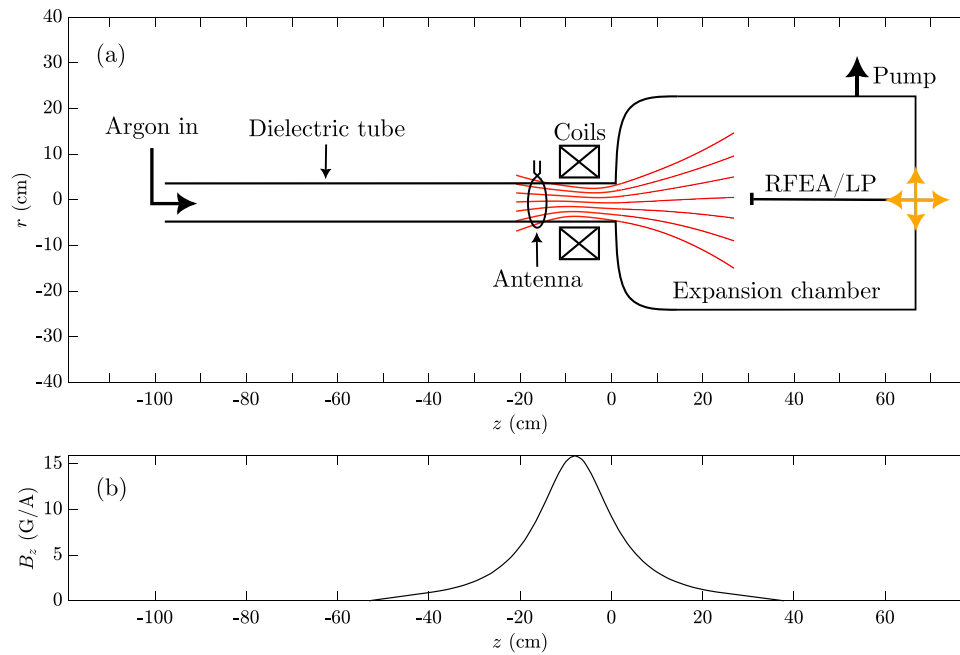 40
(a)
30
Pump
20
Argon in
Dielectric tube
Coils
10
RFEA/LP
r (cm)
0
-10
Antenna
Expansion chamber
-20
-30
-40
-100 -80 -60 -40 -20 0 20 40 60
z (cm)
15
(b)
10
B_z (G/A)
5
0
-100 -80 -60 -40 -20 0 20 40 60
z (cm)